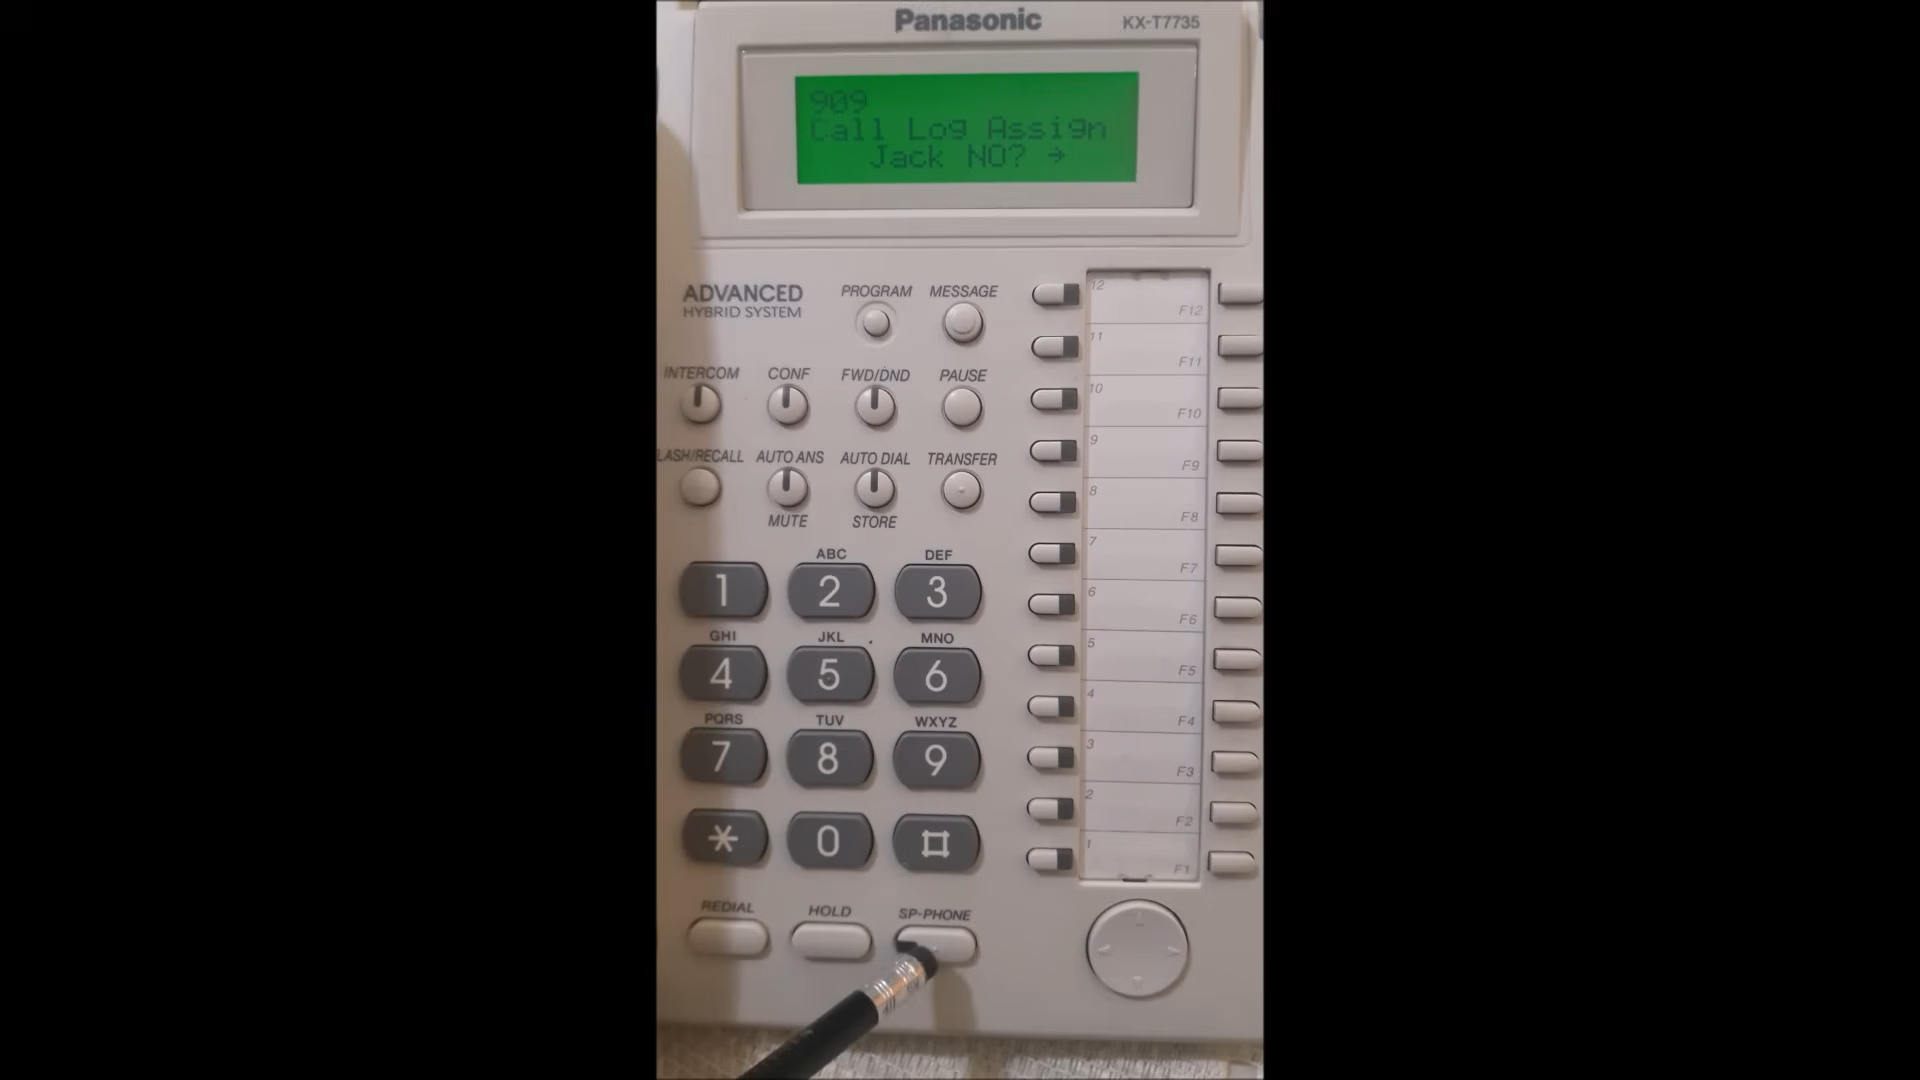 Panasonic KX-T7735
909
Call Log Assign
Jack NO? →
ADVANCED
HYBRID SYSTEM
PROGRAM MESSAGE
INTERCOM CONF FWD/DND PAUSE
LASH/RECALL AUTO ANS AUTO DIAL TRANSFER
MUTE STORE
ABC DEF
1 2 3
GHI JKL MNO
4 5 6
PQRS TUV WXYZ
7 8 9
* 0 #
REDIAL HOLD SP-PHONE
12 F12
11 F11
10 F10
9 F9
8 F8
7 F7
6 F6
5 F5
4 F4
3 F3
2 F2
1 F1